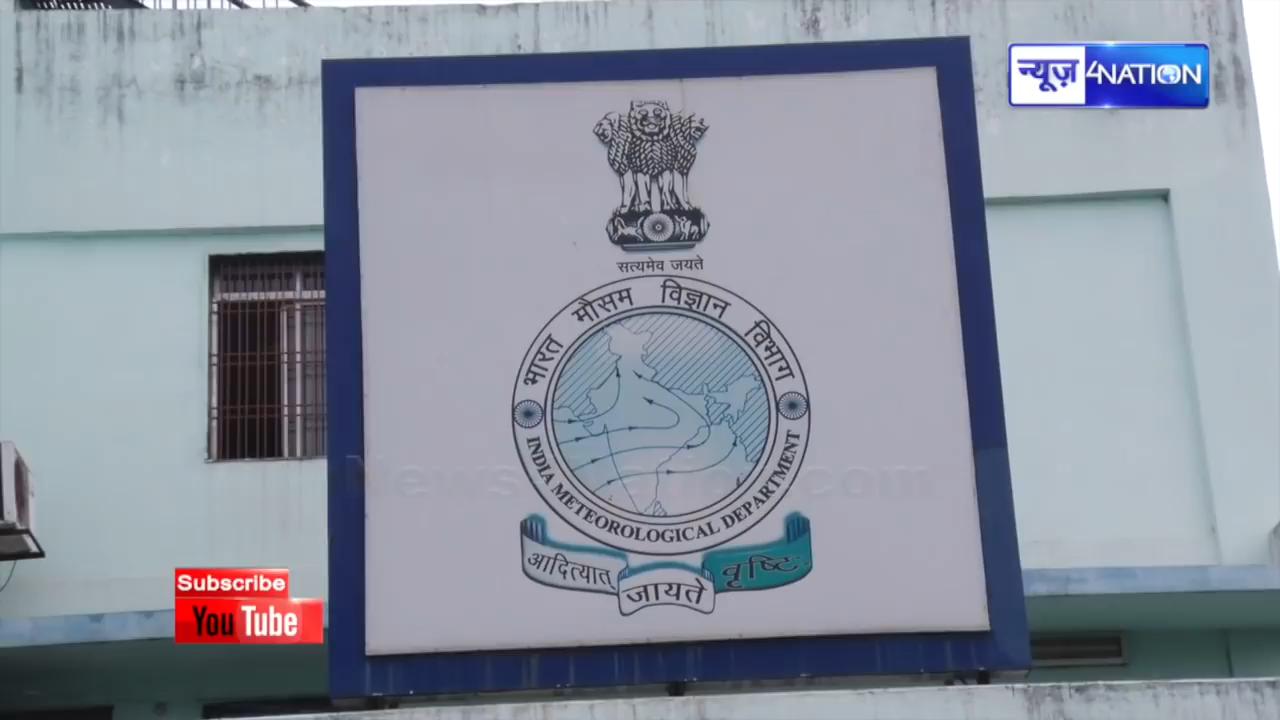 न्यूज़ 4NATION
सत्यमेव जयते
भारत मौसम विज्ञान विभाग
INDIA METEOROLOGICAL DEPARTMENT
आदित्यात् जायते वृष्टिः
Subscribe
You Tube